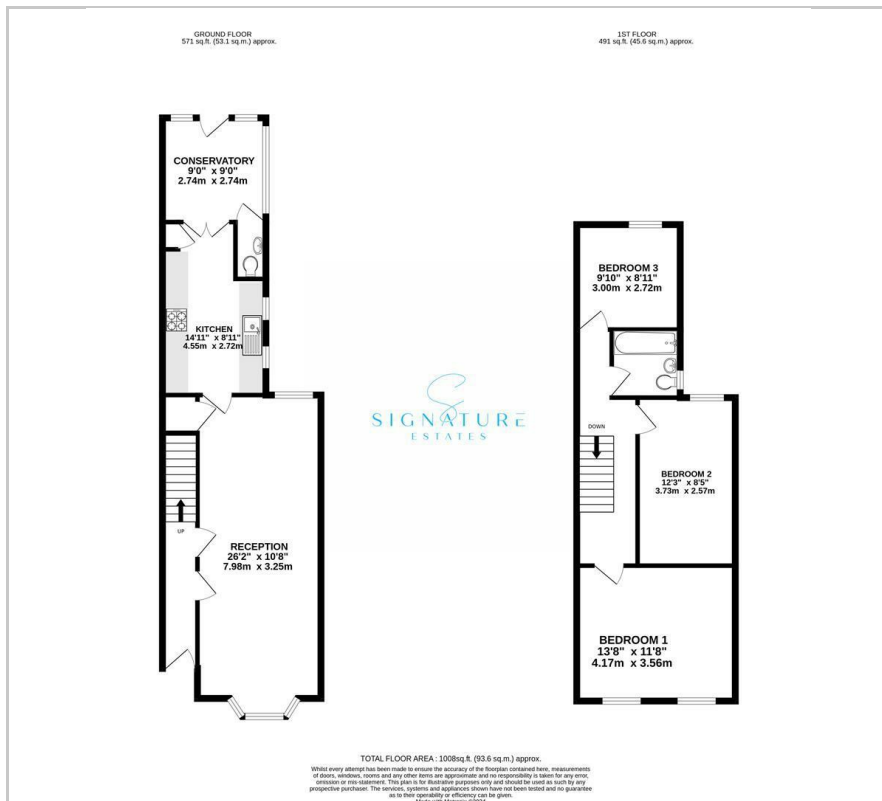 GROUND FLOOR
571 sq.ft. (53.1 sq.m.) approx.
1ST FLOOR
491 sq.ft. (45.6 sq.m.) approx.
CONSERVATORY
9'0" x 9'0"
2.74m x 2.74m
KITCHEN
14'11" x 8'11"
4.55m x 2.72m
UP
RECEPTION
26'2" x 10'8"
7.98m x 3.25m
SIGNATURE
ESTATES
BEDROOM 3
9'10" x 8'11"
3.00m x 2.72m
DOWN
BEDROOM 2
12'3" x 8'5"
3.73m x 2.57m
BEDROOM 1
13'8" x 11'8"
4.17m x 3.56m
TOTAL FLOOR AREA : 1008sq.ft. (93.6 sq.m.) approx.
Whilst every attempt has been made to ensure the accuracy of the floorplan contained here, measurements
of doors, windows, rooms and any other items are approximate and no responsibility is taken for any error,
omission or mis-statement. This plan is for illustrative purposes only and should be used as such by any
prospective purchaser. The services, systems and appliances shown have not been tested and no guarantee
as to their operability or efficiency can be given.
Made with Metropix ©2024